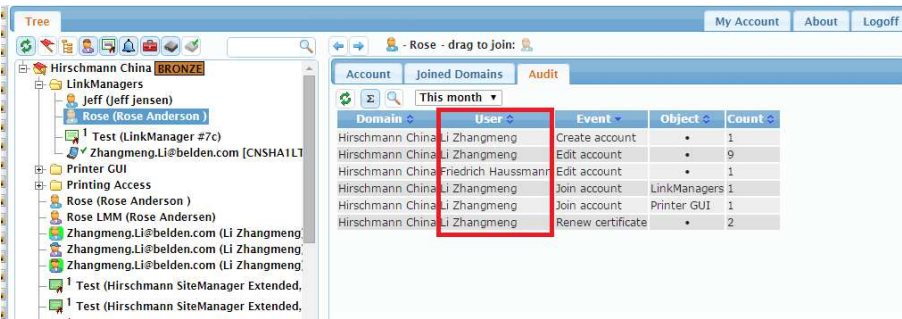 Tree
My Account About Logoff
Rose - drag to join:
Hirschmann China BRONZE
LinkManagers
Jeff (Jeff jensen)
Rose (Rose Anderson )
1 Test (LinkManager #7c)
Zhangmeng.Li@belden.com [CNSHA1LT
Printer GUI
Printing Access
Rose (Rose Anderson )
Rose LMM (Rose Andersen)
Zhangmeng.Li@belden.com (Li Zhangmeng)
Zhangmeng.Li@belden.com (Li Zhangmeng)
Zhangmeng.Li@belden.com (Li Zhangmeng)
1 Test (Hirschmann SiteManager Extended,
1 Test (Hirschmann SiteManager Extended,
Account Joined Domains Audit
Σ This month
Domain User Event Object Count
Hirschmann China Li Zhangmeng Create account • 1
Hirschmann China Li Zhangmeng Edit account • 9
Hirschmann China Friedrich Haussmann Edit account • 1
Hirschmann China Li Zhangmeng Join account LinkManagers 1
Hirschmann China Li Zhangmeng Join account Printer GUI 1
Hirschmann China Li Zhangmeng Renew certificate • 2